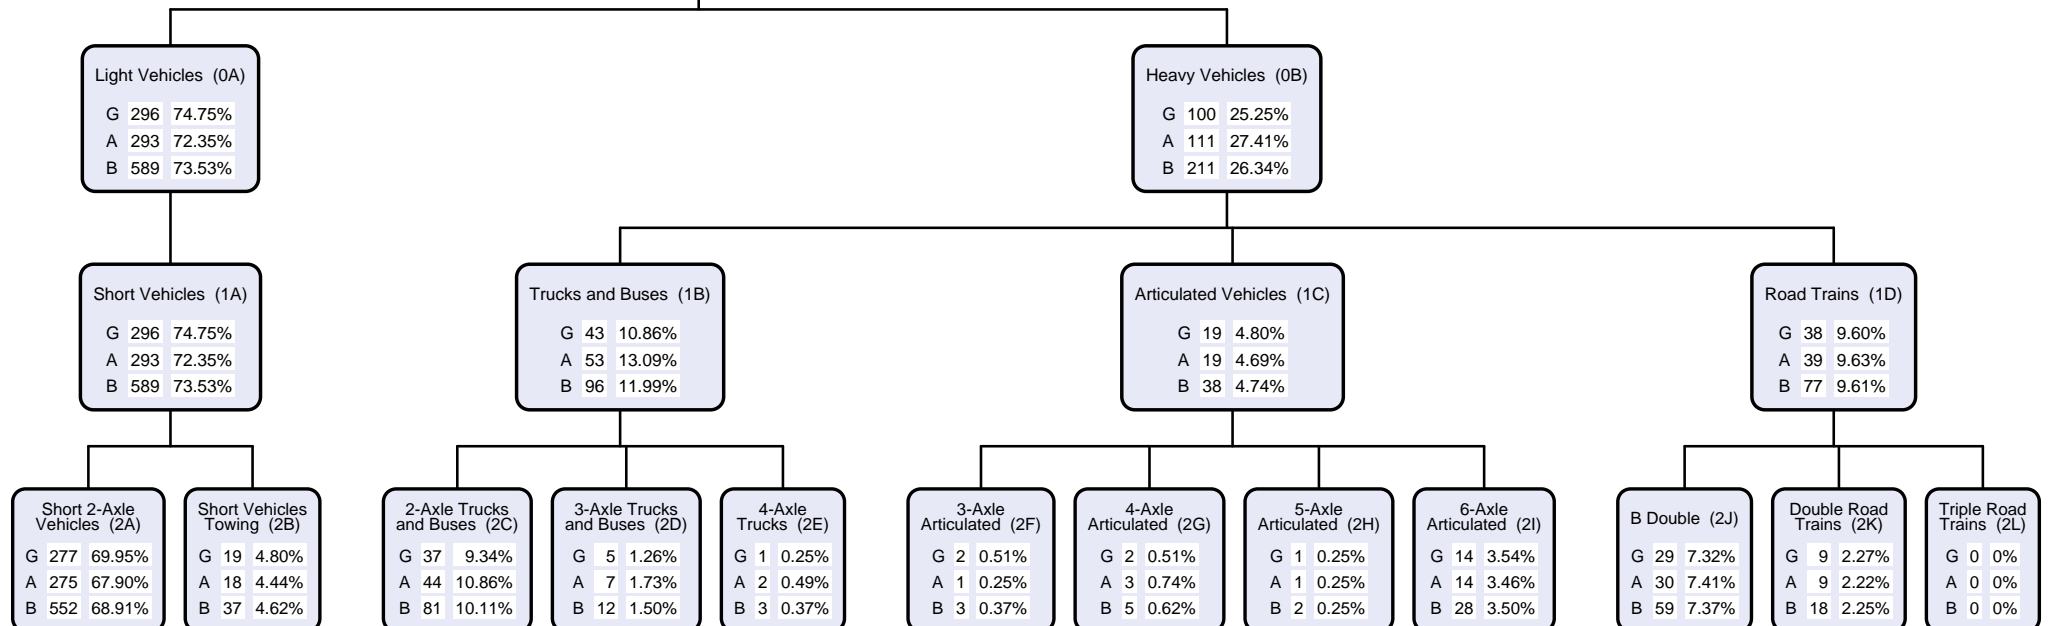 Light Vehicles (0A)
G 296 74.75%
A 293 72.35%
B 589 73.53%
Heavy Vehicles (0B)
G 100 25.25%
A 111 27.41%
B 211 26.34%
Short Vehicles (1A)
G 296 74.75%
A 293 72.35%
B 589 73.53%
Trucks and Buses (1B)
G 43 10.86%
A 53 13.09%
B 96 11.99%
Articulated Vehicles (1C)
G 19 4.80%
A 19 4.69%
B 38 4.74%
Road Trains (1D)
G 38 9.60%
A 39 9.63%
B 77 9.61%
Short 2-Axle
Vehicles (2A)
G 277 69.95%
A 275 67.90%
B 552 68.91%
Short Vehicles
Towing (2B)
G 19 4.80%
A 18 4.44%
B 37 4.62%
2-Axle Trucks
and Buses (2C)
G 37 9.34%
A 44 10.86%
B 81 10.11%
3-Axle Trucks
and Buses (2D)
G 5 1.26%
A 7 1.73%
B 12 1.50%
4-Axle
Trucks (2E)
G 1 0.25%
A 2 0.49%
B 3 0.37%
3-Axle
Articulated (2F)
G 2 0.51%
A 1 0.25%
B 3 0.37%
4-Axle
Articulated (2G)
G 2 0.51%
A 3 0.74%
B 5 0.62%
5-Axle
Articulated (2H)
G 1 0.25%
A 1 0.25%
B 2 0.25%
6-Axle
Articulated (2I)
G 14 3.54%
A 14 3.46%
B 28 3.50%
B Double (2J)
G 29 7.32%
A 30 7.41%
B 59 7.37%
Double Road
Trains (2K)
G 9 2.27%
A 9 2.22%
B 18 2.25%
Triple Road
Trains (2L)
G 0 0%
A 0 0%
B 0 0%